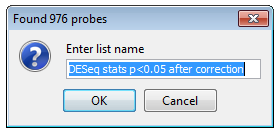 Found 976 probes
Enter list name
DESeq stats p<0.05 after correction
OK
Cancel